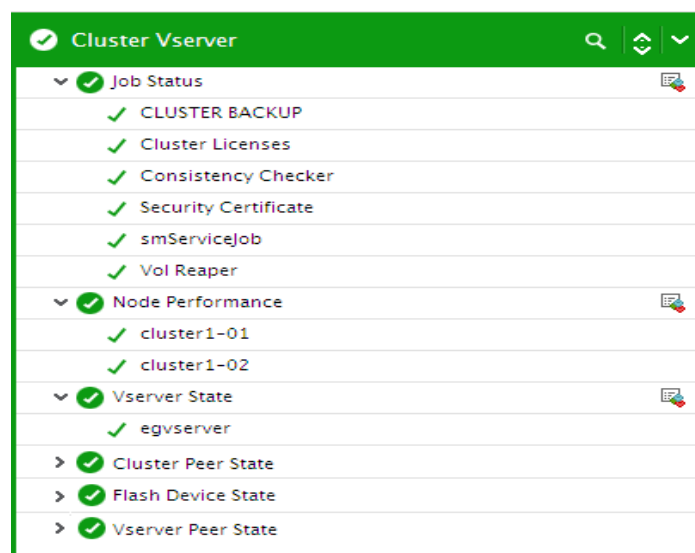 Cluster Vserver
Job Status
CLUSTER BACKUP
Cluster Licenses
Consistency Checker
Security Certificate
smServiceJob
Vol Reaper
Node Performance
cluster1-01
cluster1-02
Vserver State
egvserver
Cluster Peer State
Flash Device State
Vserver Peer State